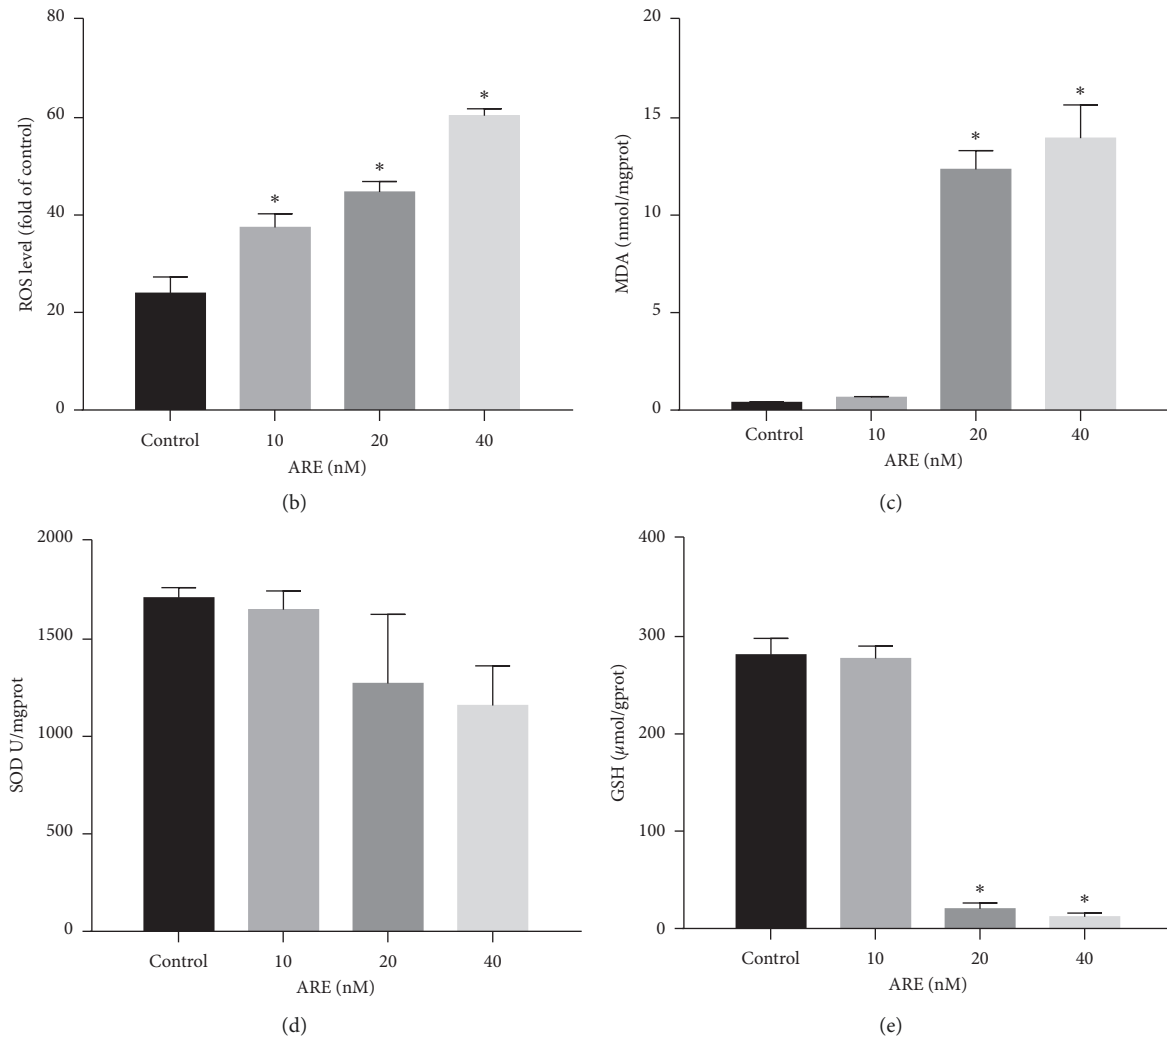 80
60
40
20
0
ROS level (fold of control)
*
*
*
Control 10 20 40
ARE (nM)
(b)
20
15
10
5
0
MDA (nmol/mgprot)
*
*
Control 10 20 40
ARE (nM)
(c)
2000
1500
1000
500
0
SOD U/mgprot
Control 10 20 40
ARE (nM)
(d)
400
300
200
100
0
GSH (µmol/gprot)
*
*
Control 10 20 40
ARE (nM)
(e)